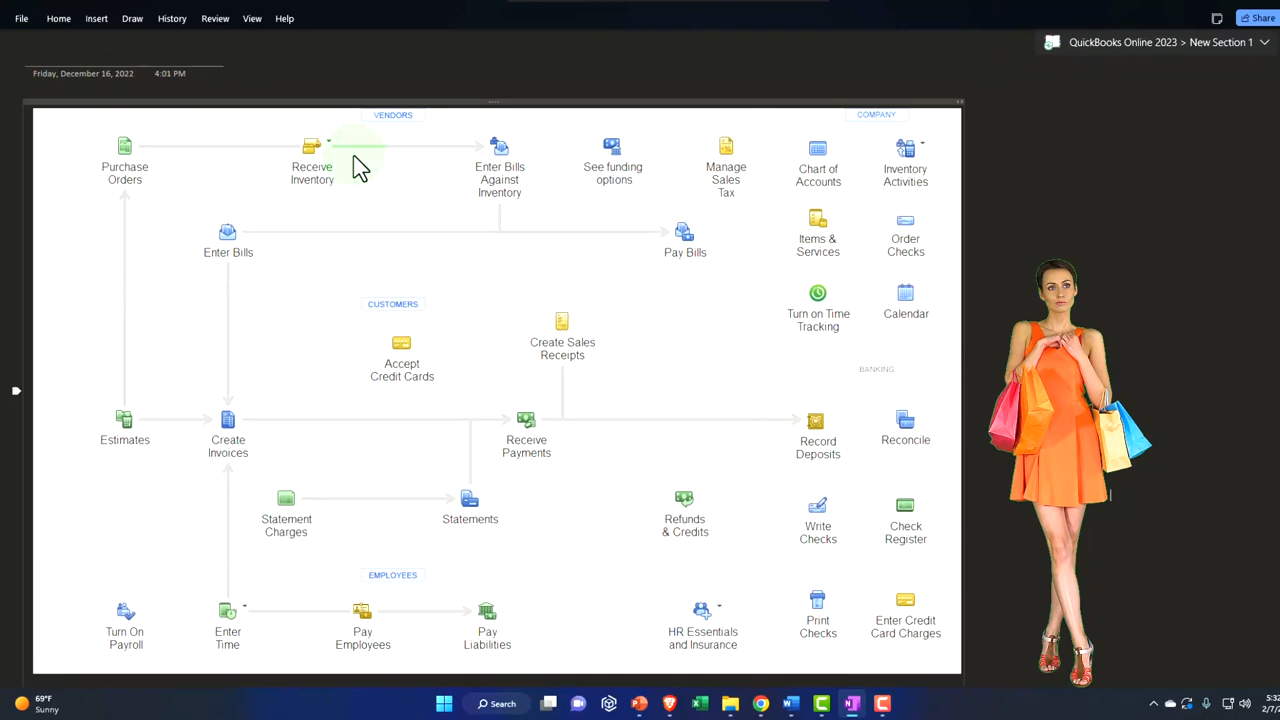 File Home Insert Draw History Review View Help
Share
QuickBooks Online 2023 > New Section 1
Friday, December 16, 2022 4:01 PM
VENDORS
COMPANY
Purchase
Orders
Receive
Inventory
Enter Bills
Against
Inventory
See funding
options
Manage
Sales
Tax
Chart of
Accounts
Inventory
Activities
Enter Bills
Pay Bills
Items &
Services
Order
Checks
CUSTOMERS
Turn on Time
Tracking
Calendar
Create Sales
Receipts
Accept
Credit Cards
BANKING
Estimates
Create
Invoices
Receive
Payments
Record
Deposits
Reconcile
Statement
Charges
Statements
Refunds
& Credits
Write
Checks
Check
Register
EMPLOYEES
Turn On
Payroll
Enter
Time
Pay
Employees
Pay
Liabilities
HR Essentials
and Insurance
Print
Checks
Enter Credit
Card Charges
69°F
Sunny
Search